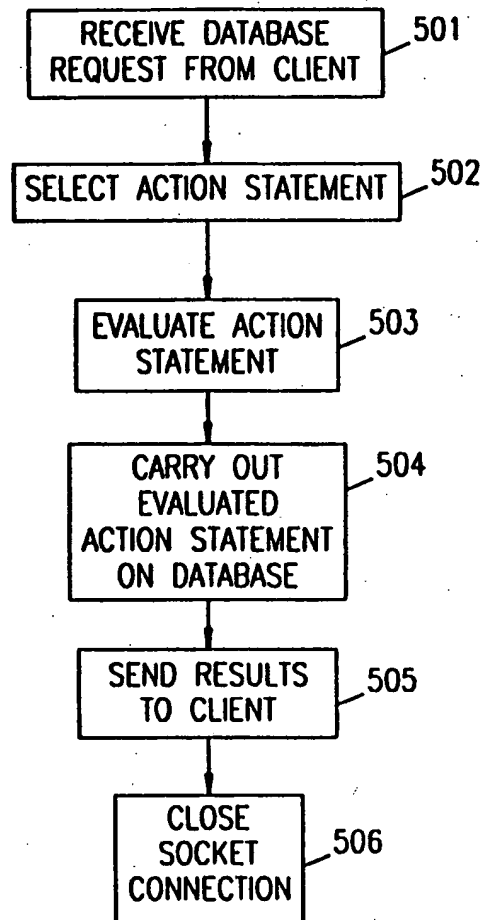 RECEIVE DATABASE
REQUEST FROM CLIENT
501
SELECT ACTION STATEMENT
502
EVALUATE ACTION
STATEMENT
503
CARRY OUT
EVALUATED
ACTION STATEMENT
ON DATABASE
504
SEND RESULTS
TO CLIENT
505
CLOSE
SOCKET
CONNECTION
506